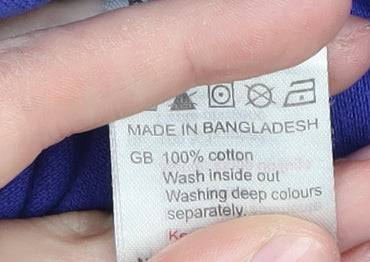 MADE IN BANGLADESH
GB 100% cotton
Wash inside out
Washing deep colours
separately.